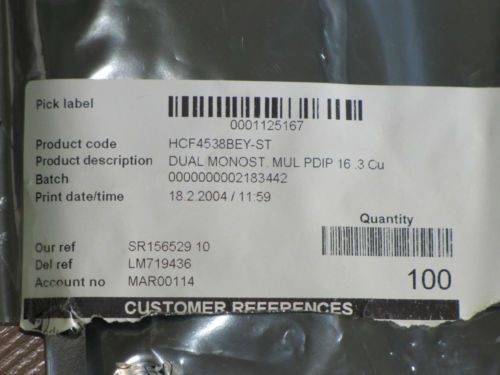 Pick label
0001125167
Product code HCF4538BEY-ST
Product description DUAL MONOST. MUL PDIP 16 .3 Cu
Batch 0000000002183442
Print date/time 18.2.2004 / 11:59
Quantity
Our ref SR156529 10
Del ref LM719436
Account no MAR00114
100
CUSTOMER REFERENCES